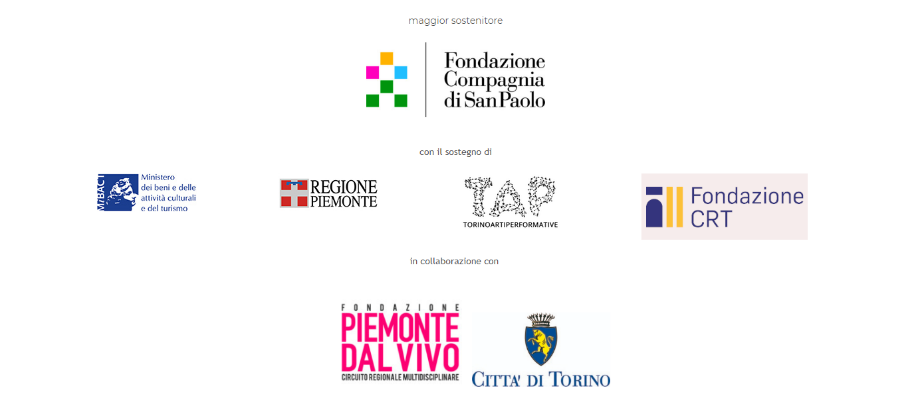 maggior sostenitore
Fondazione
Compagnia
di San Paolo
con il sostegno di
MiBACT
Ministero
dei beni e delle
attività culturali
e del turismo
REGIONE
PIEMONTE
TAP
TORINOARTIPERFORMATIVE
Fondazione
CRT
in collaborazione con
FONDAZIONE
PIEMONTE
DAL VIVO
CIRCUITO REGIONALE MULTIDISCIPLINARE
CITTA' DI TORINO